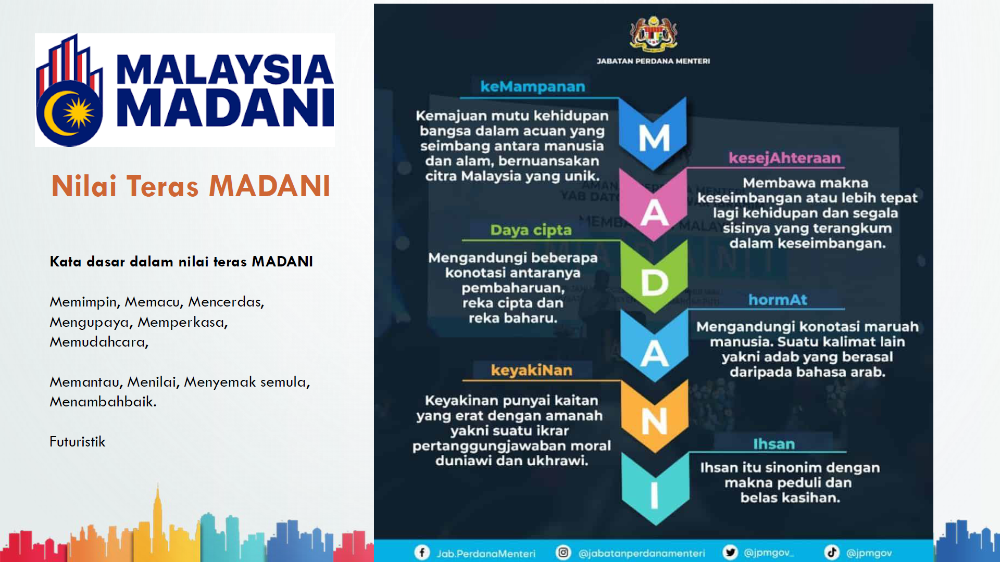 MALAYSIA
MADANI
Nilai Teras MADANI
Kata dasar dalam nilai teras MADANI
Memimpin, Memacu, Mencerdas,
Mengupaya, Memperkasa,
Memudahcara,
Memantau, Menilai, Menyemak semula,
Menambahbaik.
Futuristik
JABATAN PERDANA MENTERI
keMampanan
Kemajuan mutu kehidupan
bangsa dalam acuan yang
seimbang antara manusia
dan alam, bernuansakan
citra Malaysia yang unik.
M
kesejAhteraan
Membawa makna
keseimbangan atau lebih tepat
lagi kehidupan dan segala
sisinya yang terangkum
dalam keseimbangan.
A
Daya cipta
Mengandungi beberapa
konotasi antaranya
pembaharuan,
reka cipta dan
reka baharu.
D
hormAt
Mengandungi konotasi maruah
manusia. Suatu kalimat lain
yakni adab yang berasal
daripada bahasa arab.
A
keyakiNan
Keyakinan punyai kaitan
yang erat dengan amanah
yakni suatu ikrar
pertanggungjawaban moral
duniawi dan ukhrawi.
N
Ihsan
Ihsan itu sinonim dengan
makna peduli dan
belas kasihan.
I
Jab.PerdanaMenteri
@jabatanperdanamenteri
@jpmgov_
@jpmgov